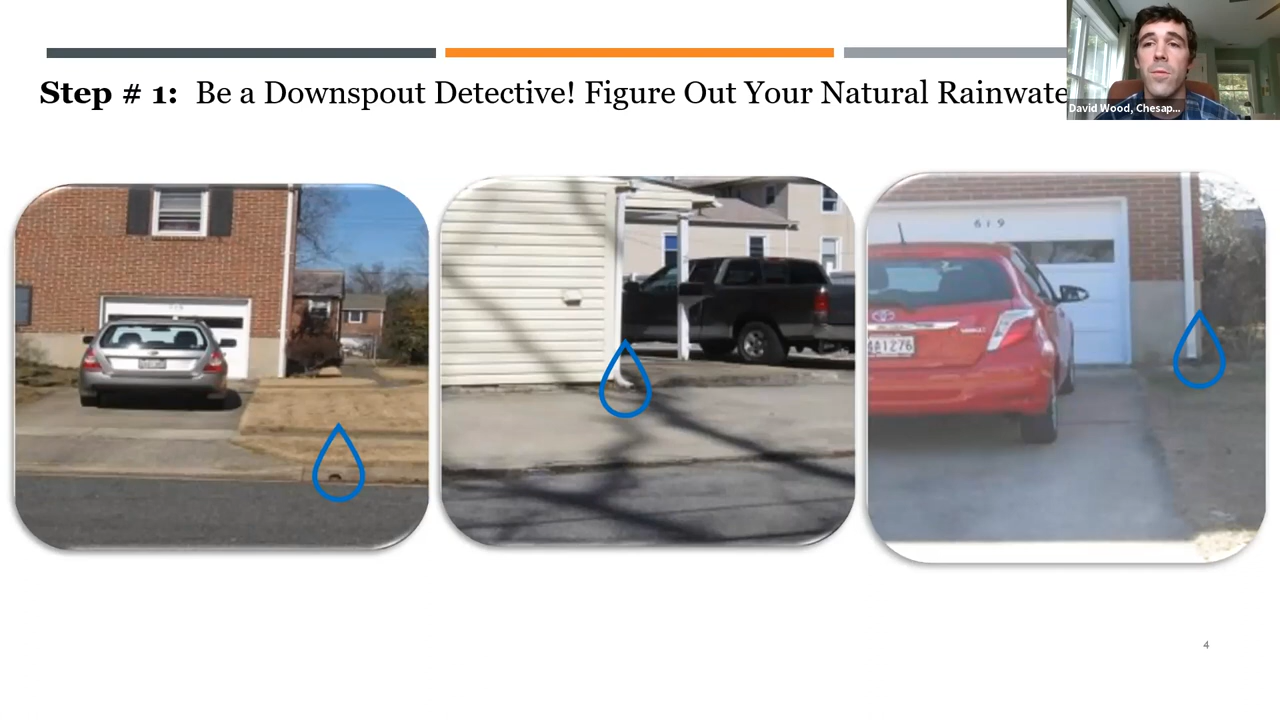 Step # 1: Be a Downspout Detective! Figure Out Your Natural Rainwate
David Wood, Chesap...
619
4